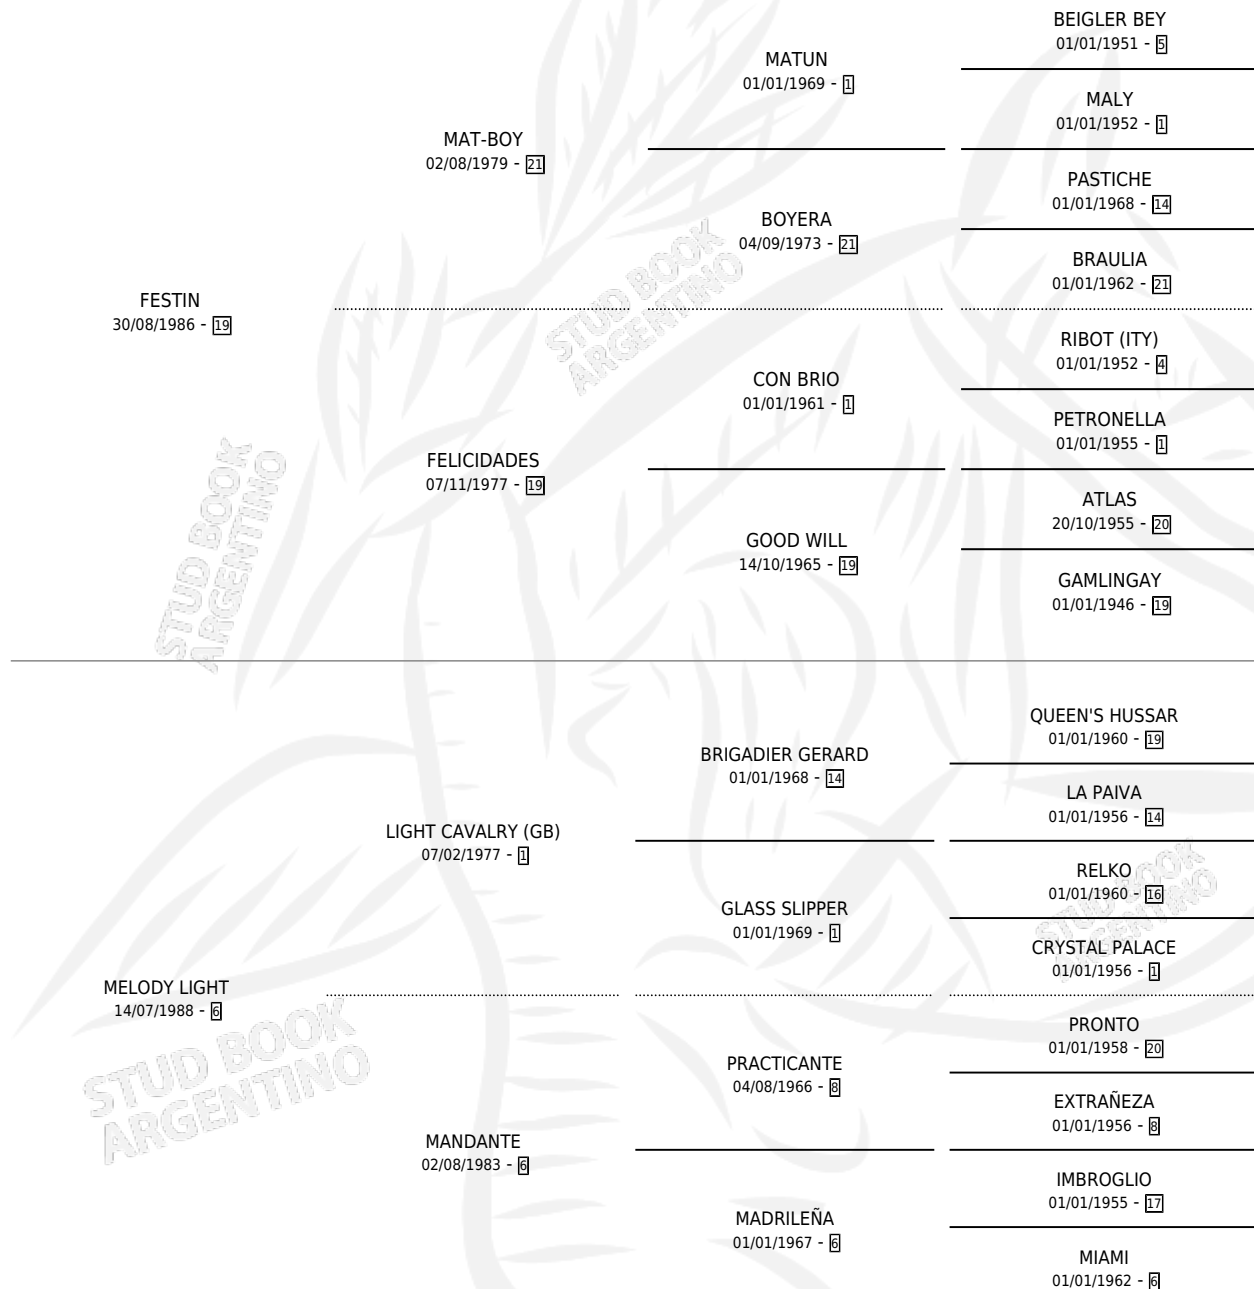 BEIGLER BEY
01/01/1951 - 5
MATUN
01/01/1969 - 1
MALY
01/01/1952 - 1
MAT-BOY
02/08/1979 - 21
PASTICHE
01/01/1968 - 14
BOYERA
04/09/1973 - 21
BRAULIA
01/01/1962 - 21
FESTIN
30/08/1986 - 19
RIBOT (ITY)
01/01/1952 - 4
CON BRIO
01/01/1961 - 1
PETRONELLA
01/01/1955 - 1
FELICIDADES
07/11/1977 - 19
ATLAS
20/10/1955 - 20
GOOD WILL
14/10/1965 - 19
GAMLINGAY
01/01/1946 - 19
STUD BOOK
ARGENTINO
STUD BOOK
ARGENTINO
QUEEN'S HUSSAR
01/01/1960 - 19
BRIGADIER GERARD
01/01/1968 - 14
LA PAIVA
01/01/1956 - 14
LIGHT CAVALRY (GB)
07/02/1977 - 1
RELKO
01/01/1960 - 16
GLASS SLIPPER
01/01/1969 - 1
CRYSTAL PALACE
01/01/1956 - 1
MELODY LIGHT
14/07/1988 - 6
PRONTO
01/01/1958 - 20
PRACTICANTE
04/08/1966 - 8
EXTRAÑEZA
01/01/1956 - 8
MANDANTE
02/08/1983 - 6
IMBROGLIO
01/01/1955 - 17
MADRILEÑA
01/01/1967 - 6
MIAMI
01/01/1962 - 6
STUD BOOK
ARGENTINO
STUD BOOK
ARGENTINO